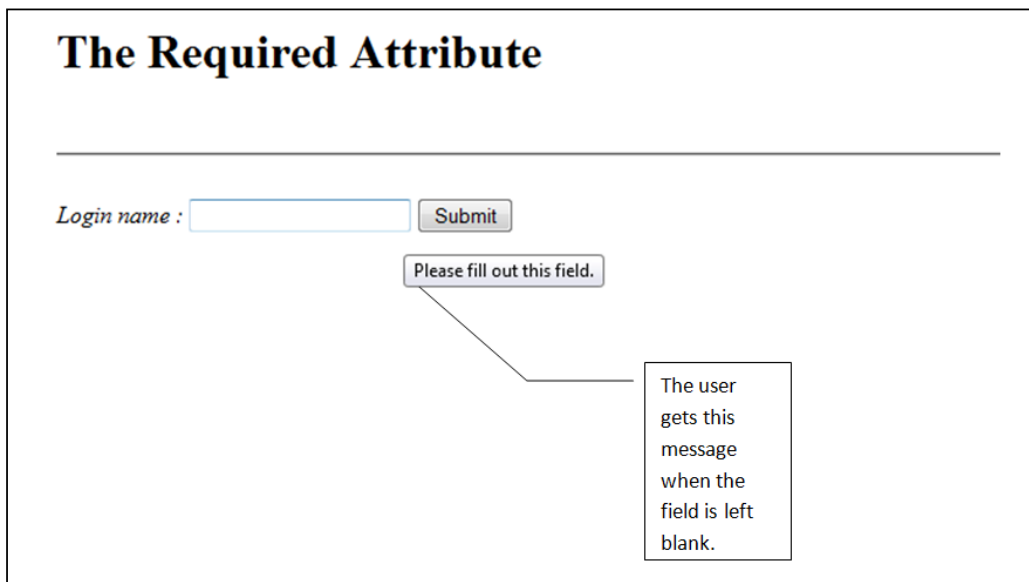 The Required Attribute
Login name :
Submit
Please fill out this field.
The user
gets this
message
when the
field is left
blank.